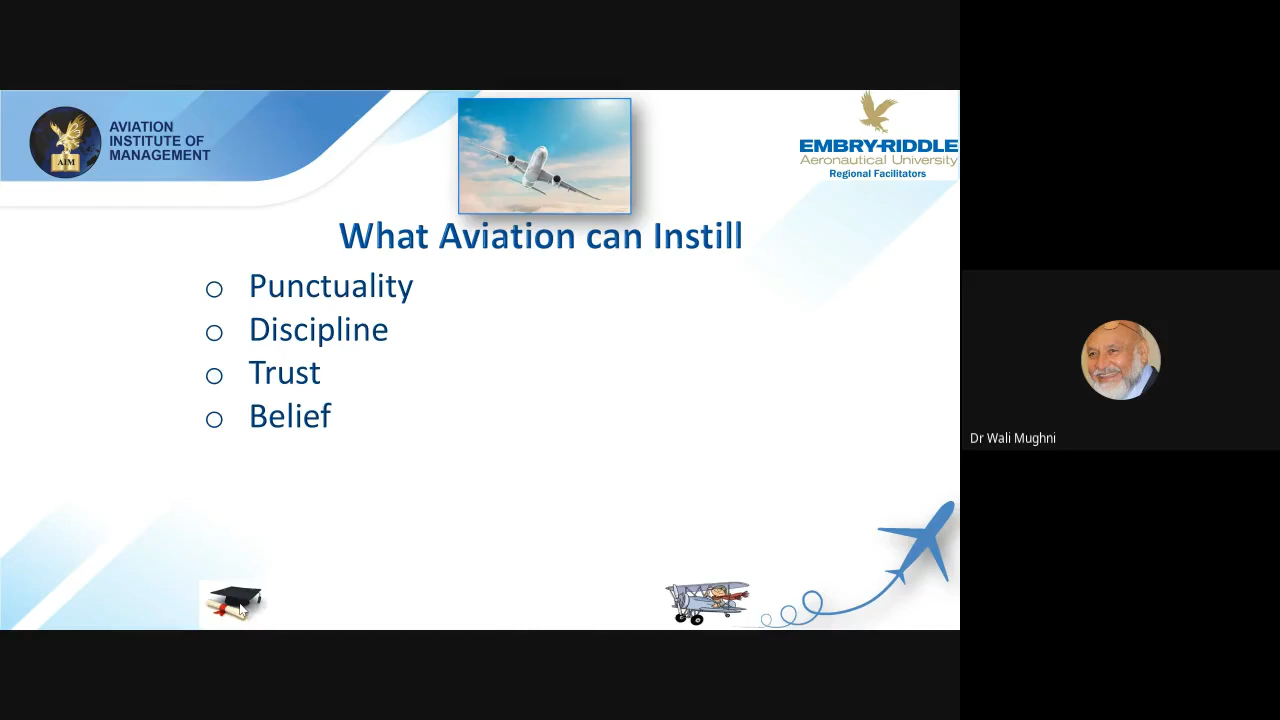 AVIATION
INSTITUTE OF
MANAGEMENT
AIM
EMBRY-RIDDLE
Aeronautical University
Regional Facilitators
What Aviation can Instill
Punctuality
Discipline
Trust
Belief
Dr Wali Mughni